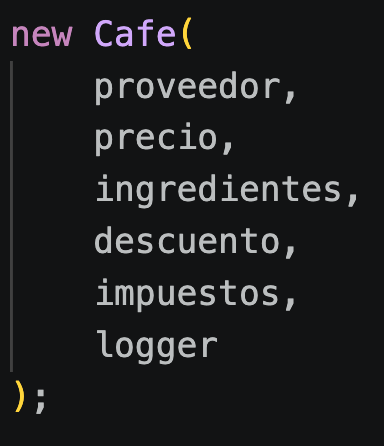 new Cafe(
proveedor,
precio,
ingredientes,
descuento,
impuestos,
logger
);